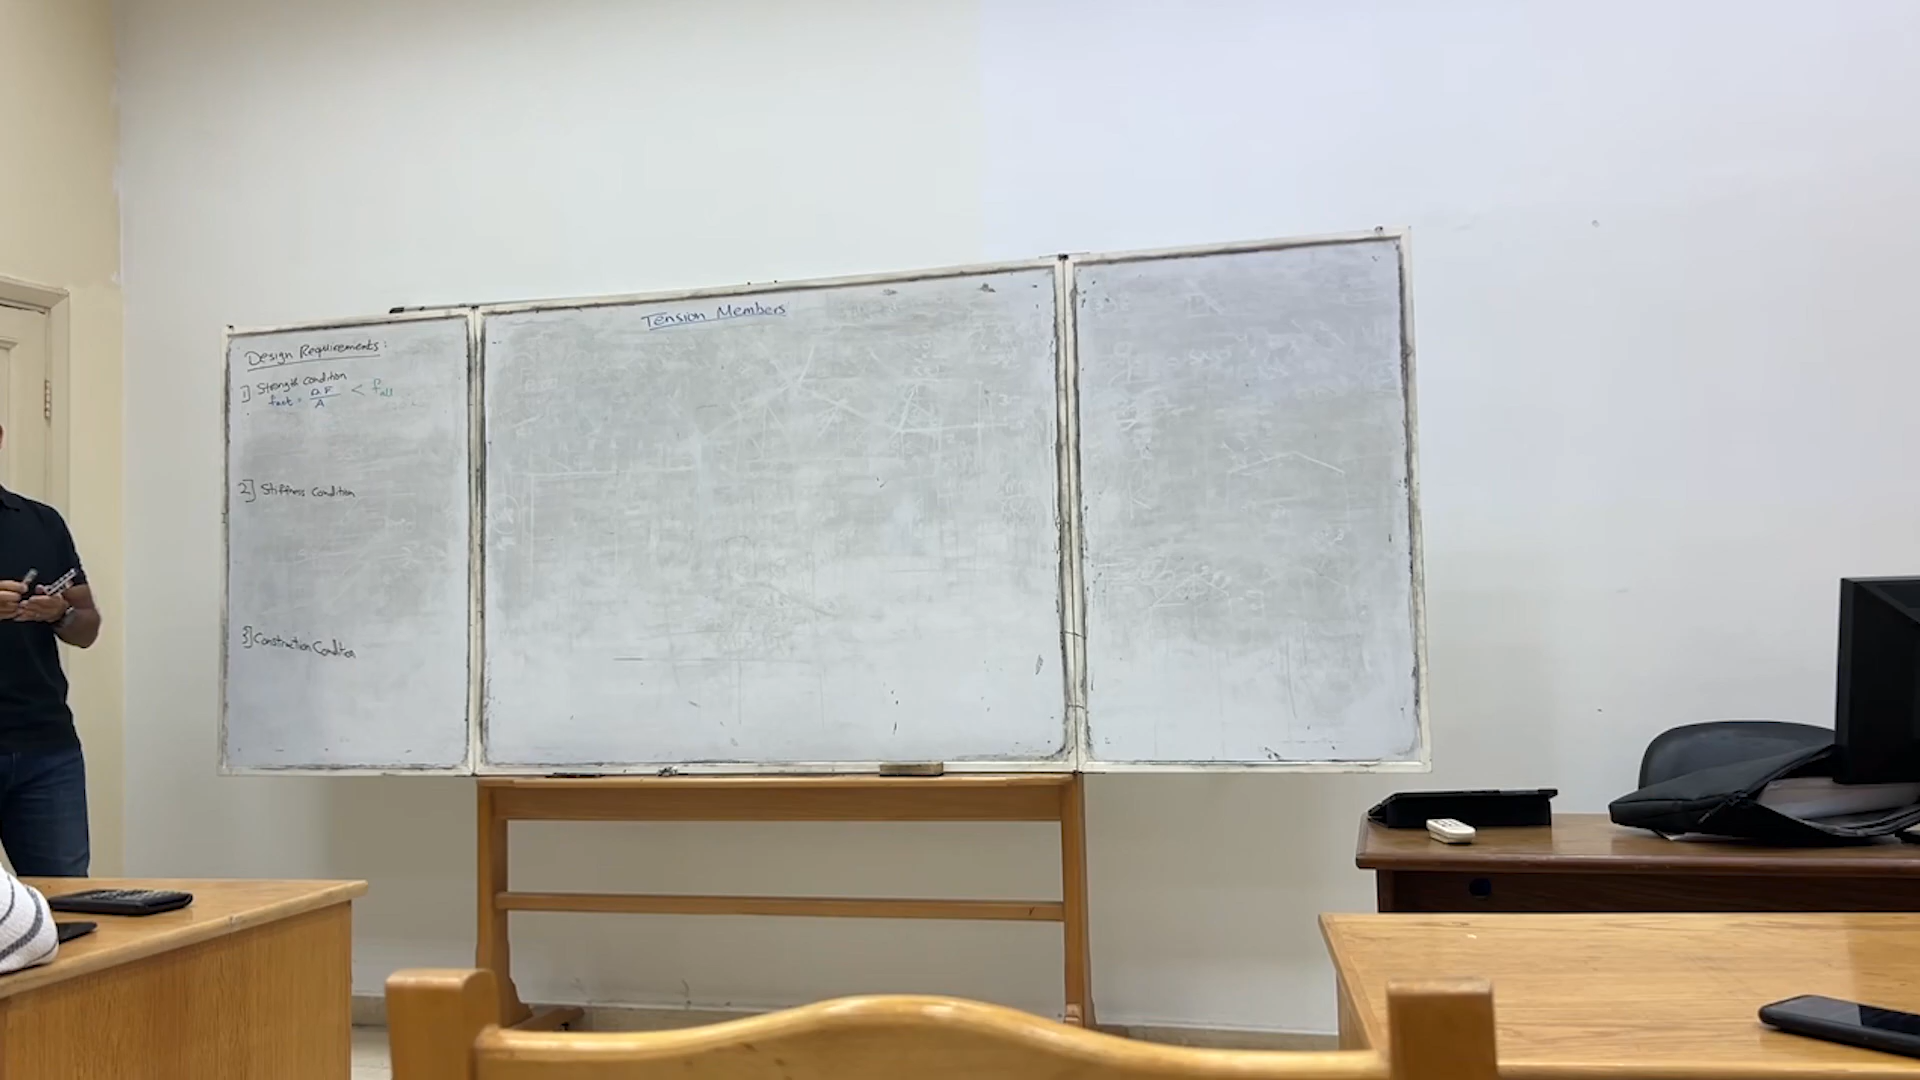 Tension Members
Design Requirements:
1] Strength Condition
fact = D.F / A < fall
2] Stiffness Condition
3] Construction Condition